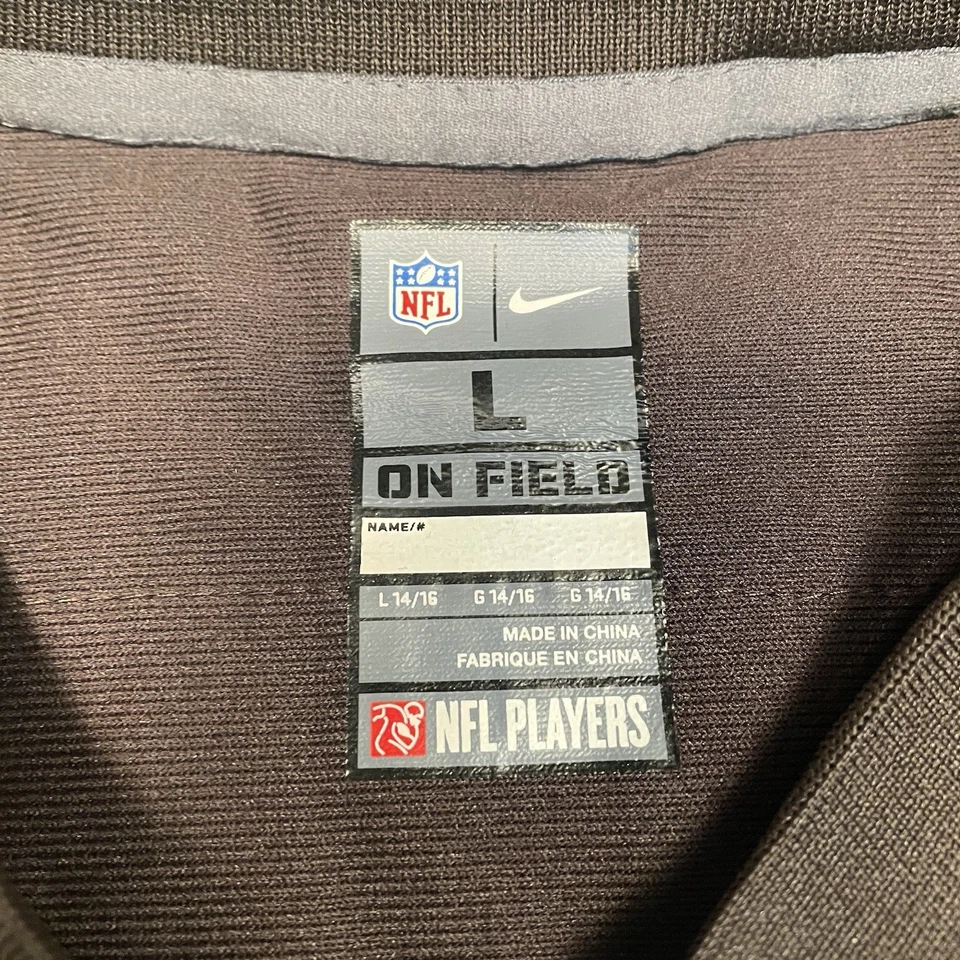 NFL
L
ON FIELD
NAME/#
L 14/16 G 14/16 G 14/16
MADE IN CHINA
FABRIQUE EN CHINA
NFL PLAYERS